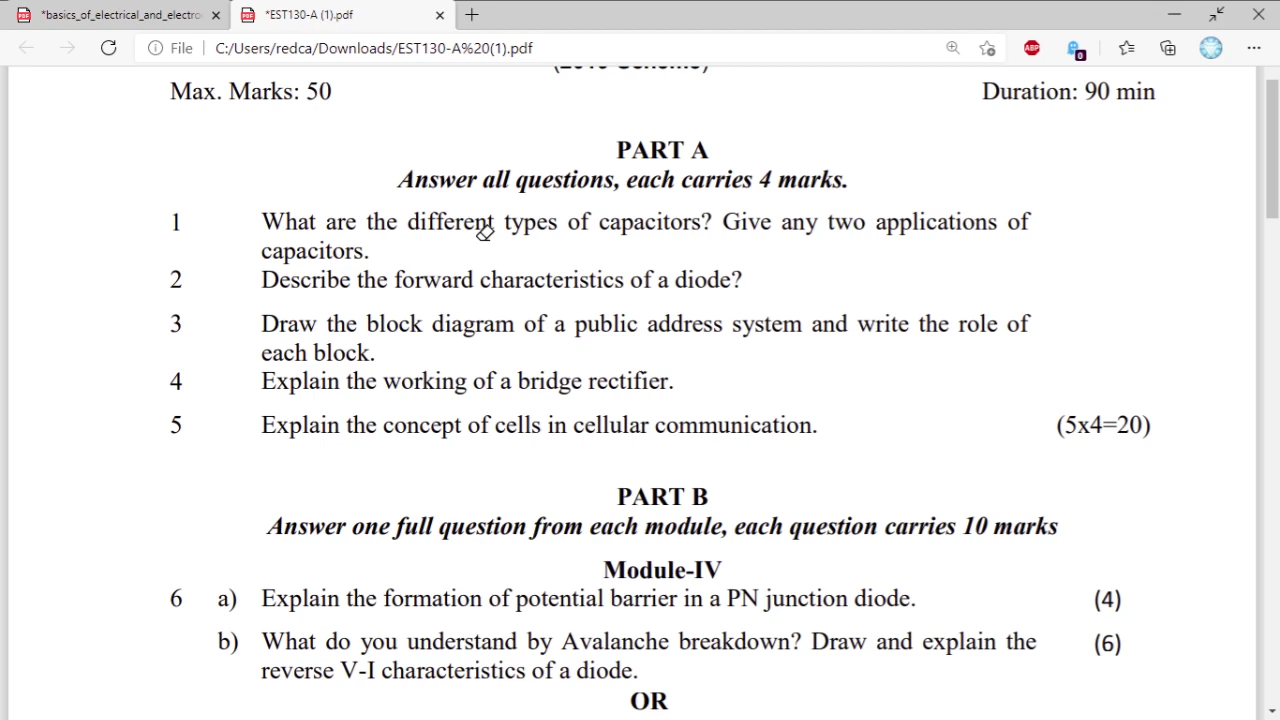 *basics_of_electrical_and_electro
*EST130-A (1).pdf
File
C:/Users/redca/Downloads/EST130-A%20(1).pdf
ABP
0
Max. Marks: 50
Duration: 90 min
PART A
Answer all questions, each carries 4 marks.
1 What are the different types of capacitors? Give any two applications of
capacitors.
2 Describe the forward characteristics of a diode?
3 Draw the block diagram of a public address system and write the role of
each block.
4 Explain the working of a bridge rectifier.
5 Explain the concept of cells in cellular communication. (5x4=20)
PART B
Answer one full question from each module, each question carries 10 marks
Module-IV
6 a) Explain the formation of potential barrier in a PN junction diode. (4)
b) What do you understand by Avalanche breakdown? Draw and explain the (6)
reverse V-I characteristics of a diode.
OR